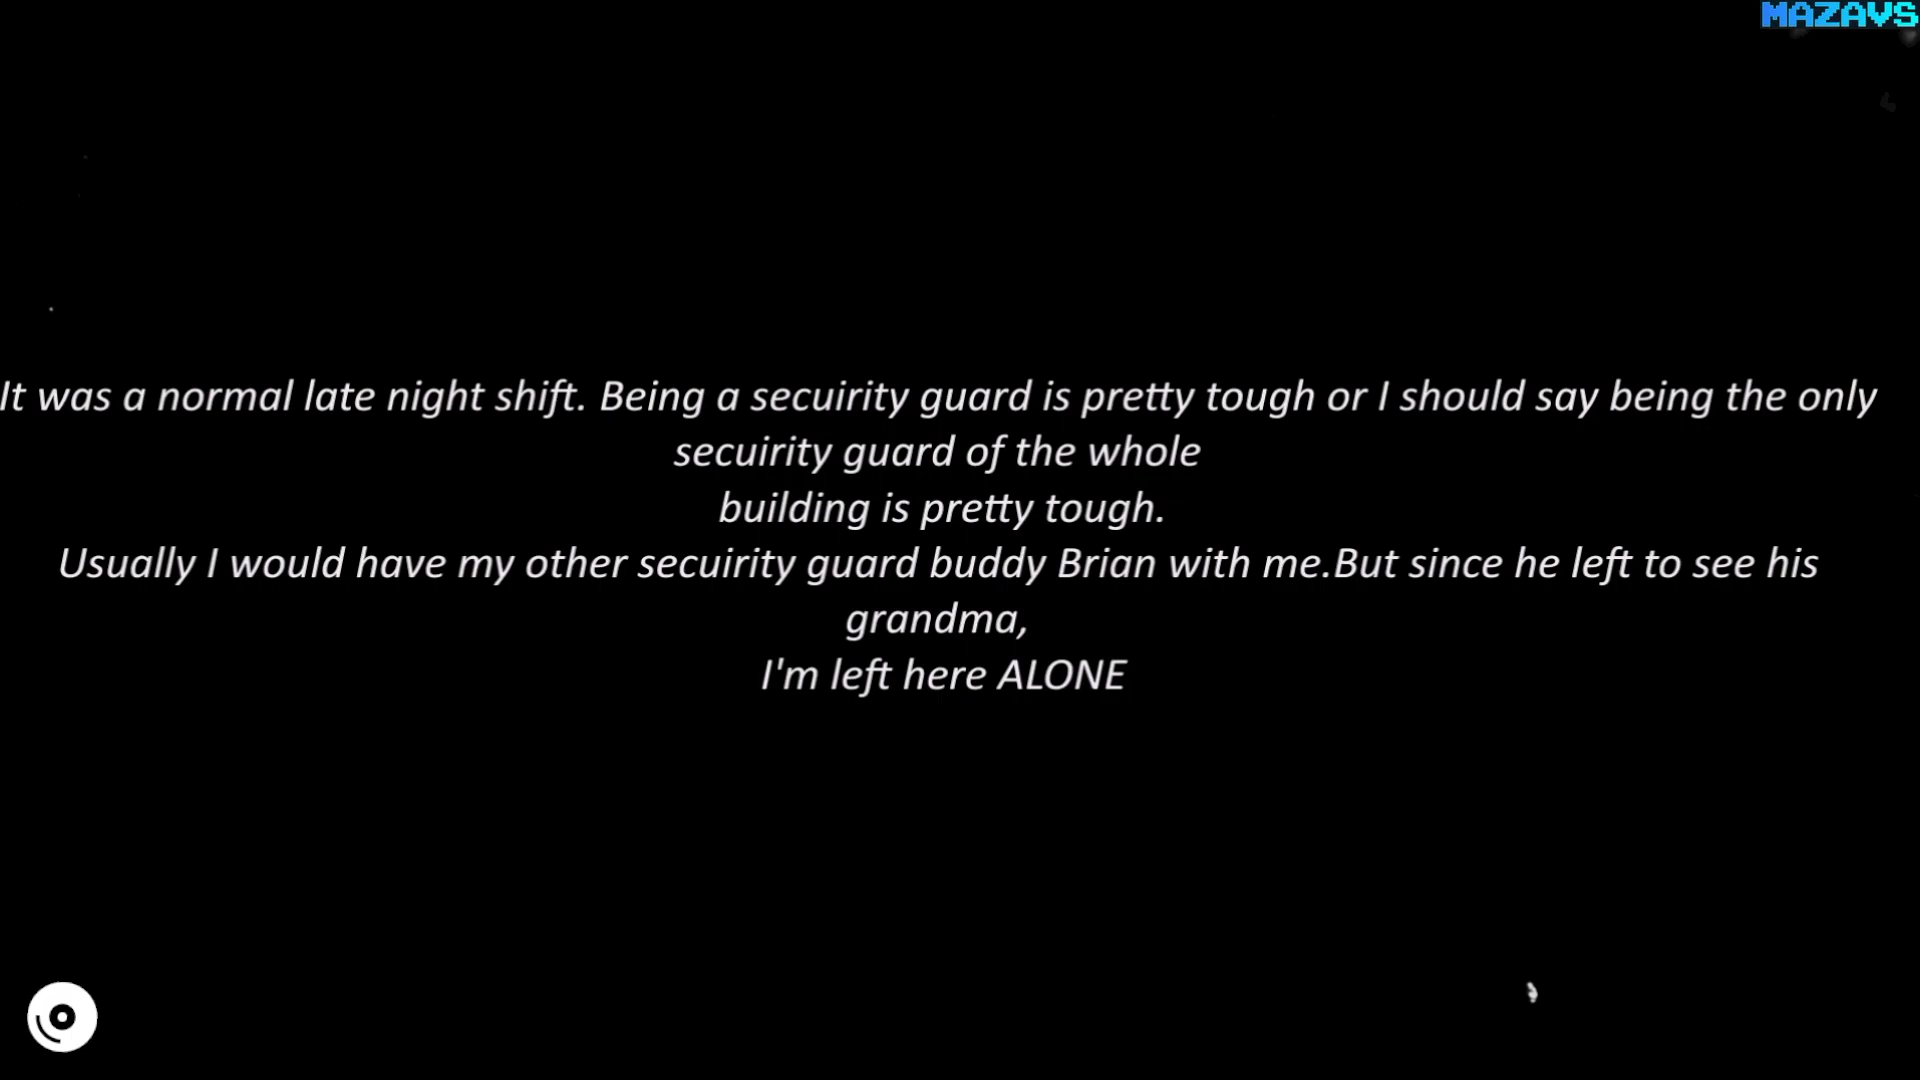 MAZAVS
It was a normal late night shift. Being a secuirity guard is pretty tough or I should say being the only
secuirity guard of the whole
building is pretty tough.
Usually I would have my other secuirity guard buddy Brian with me.But since he left to see his
grandma,
I'm left here ALONE